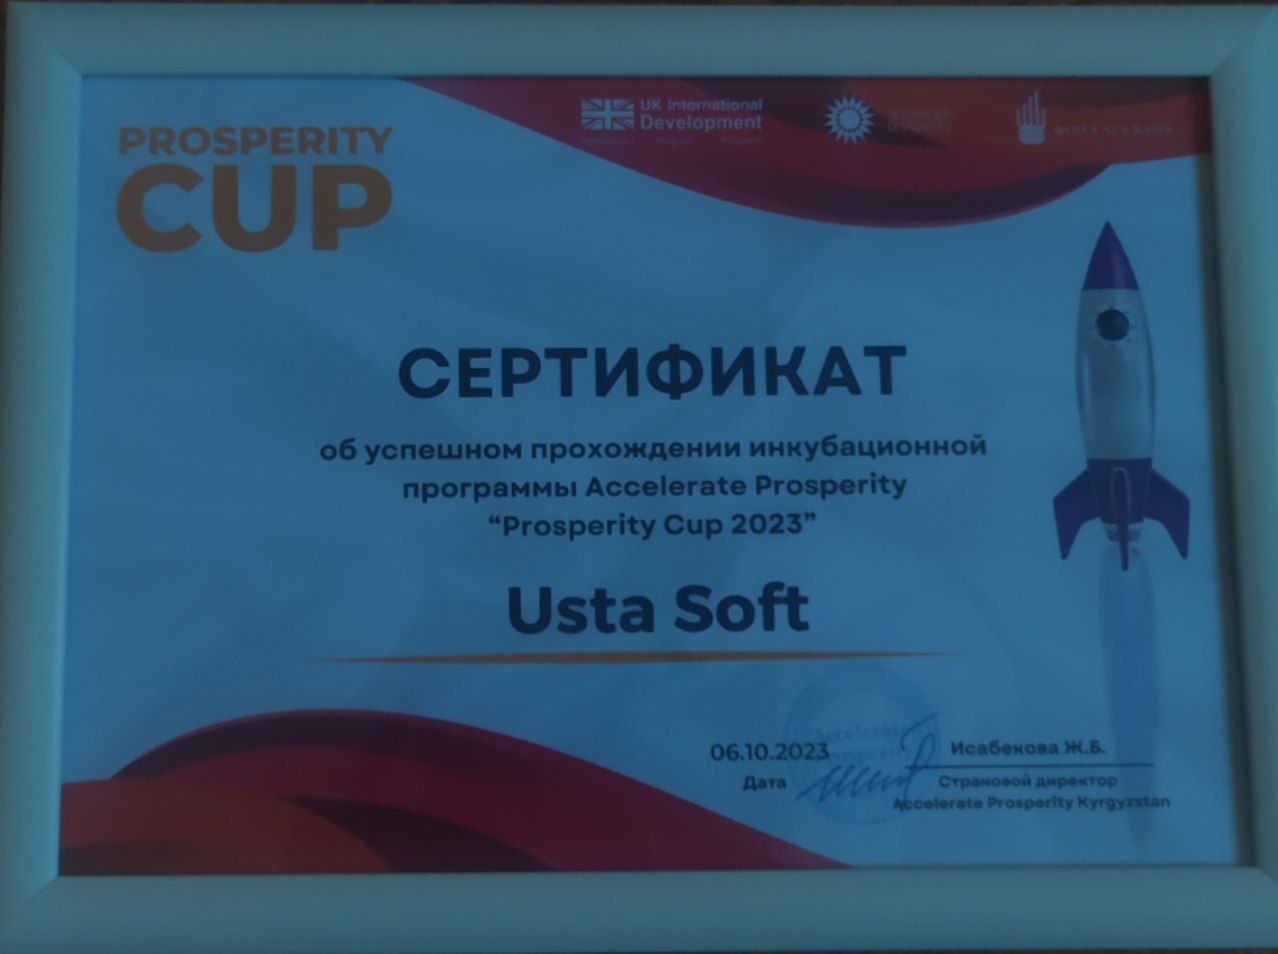 PROSPERITY
CUP
UK International
Development
accelerate
prosperity
ФОНД АГА ХАНА
СЕРТИФИКАТ
об успешном прохождении инкубационной
программы Accelerate Prosperity
“Prosperity Cup 2023”
Usta Soft
06.10.2023
Дата
Исабекова Ж.Б.
Страновой директор
Accelerate Prosperity Kyrgyzstan
Accelerate
Prosperity